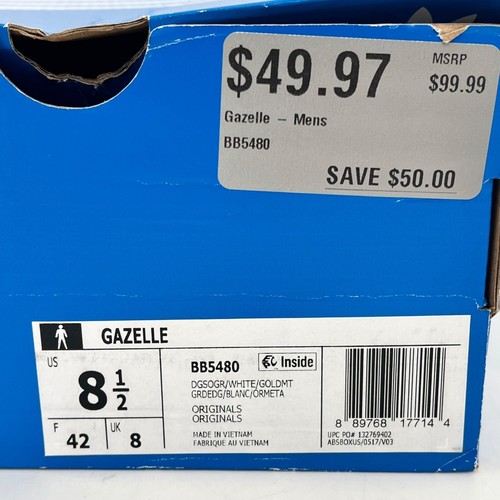 $49.97
MSRP
$99.99
Gazelle - Mens
BB5480
SAVE $50.00
GAZELLE
US
8 1/2
F
42
UK
8
BB5480
Inside
DGSOGR/WHITE/GOLDMT
GRDEDG/BLANC/ORMETA
ORIGINALS
ORIGINALS
MADE IN VIETNAM
FABRIQUE AU VIETNAM
8 89768 17714 4
UPC PO# 132769402
ABSBOXUS/0517/V03